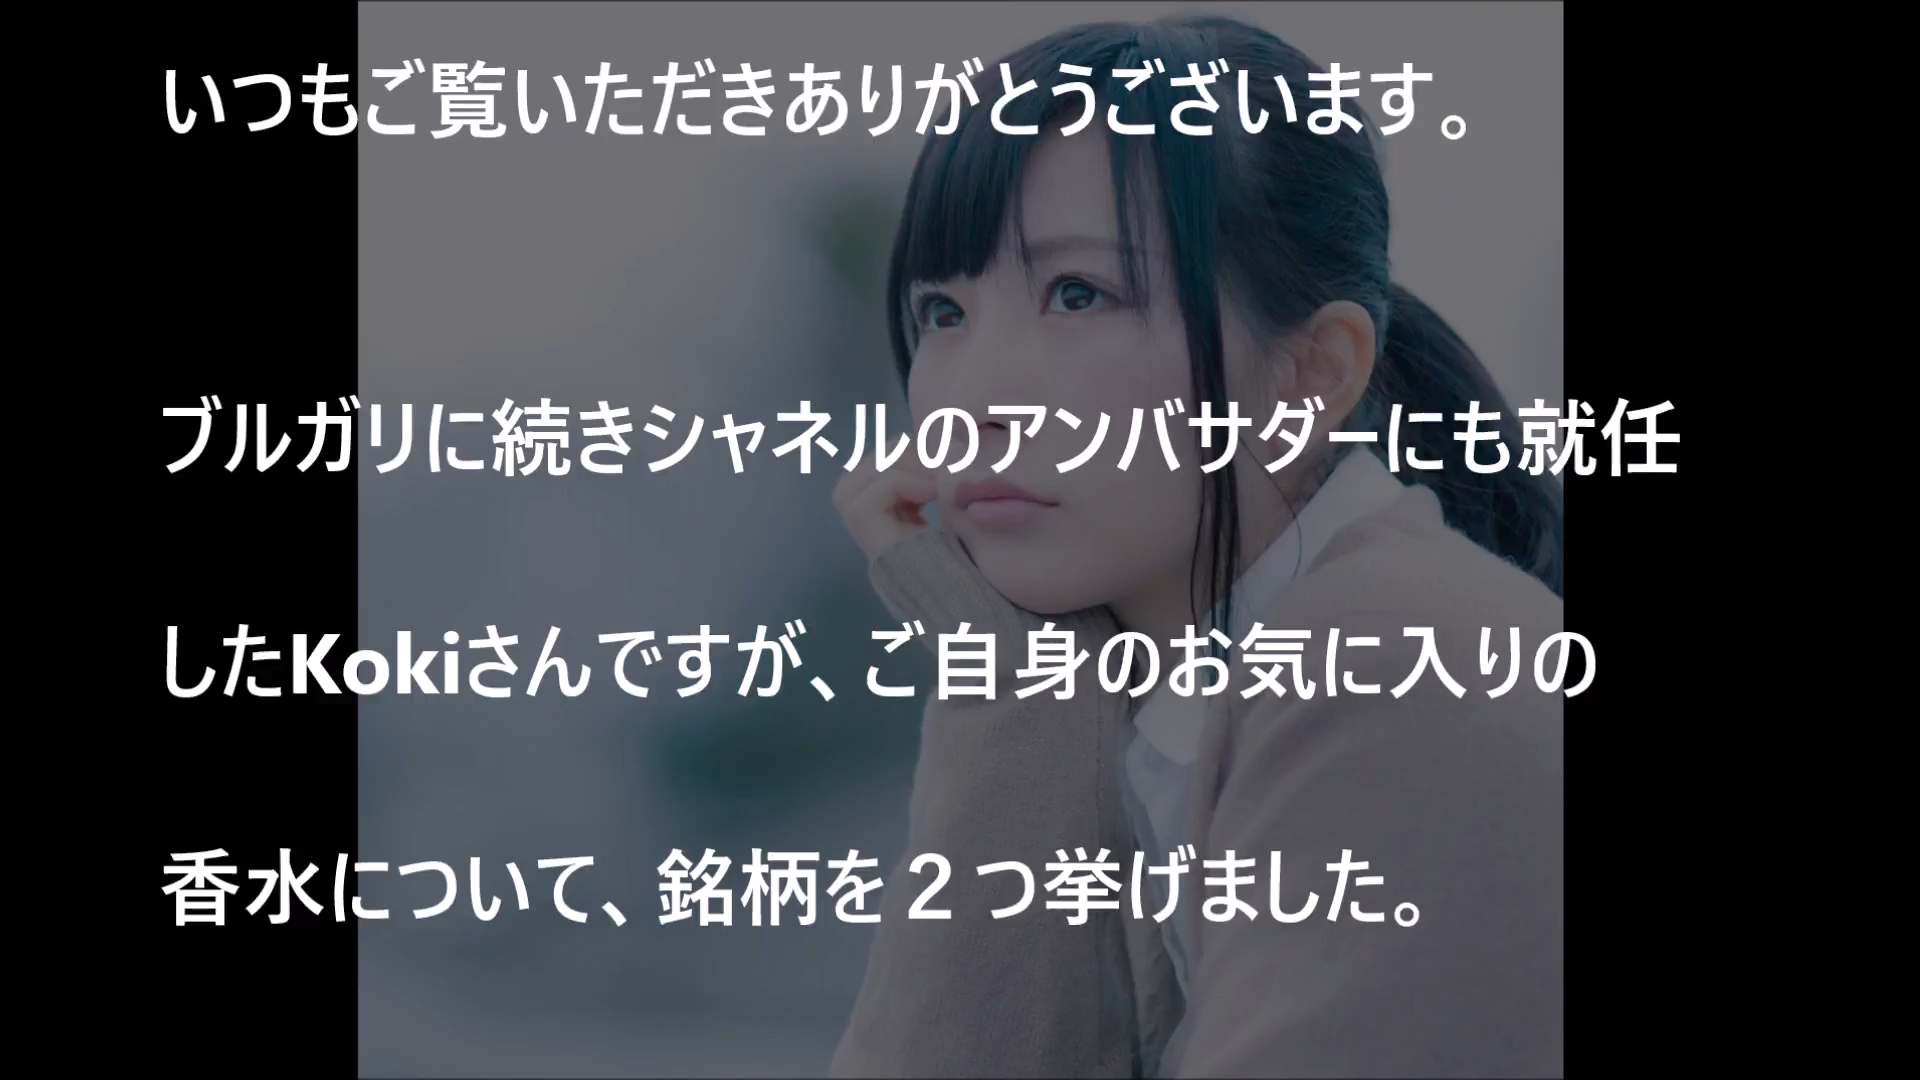 いつもご覧いただきありがとうございます。
ブルガリに続きシャネルのアンバサダーにも就任
したKokiさんですが、ご自身のお気に入りの
香水について、銘柄を２つ挙げました。